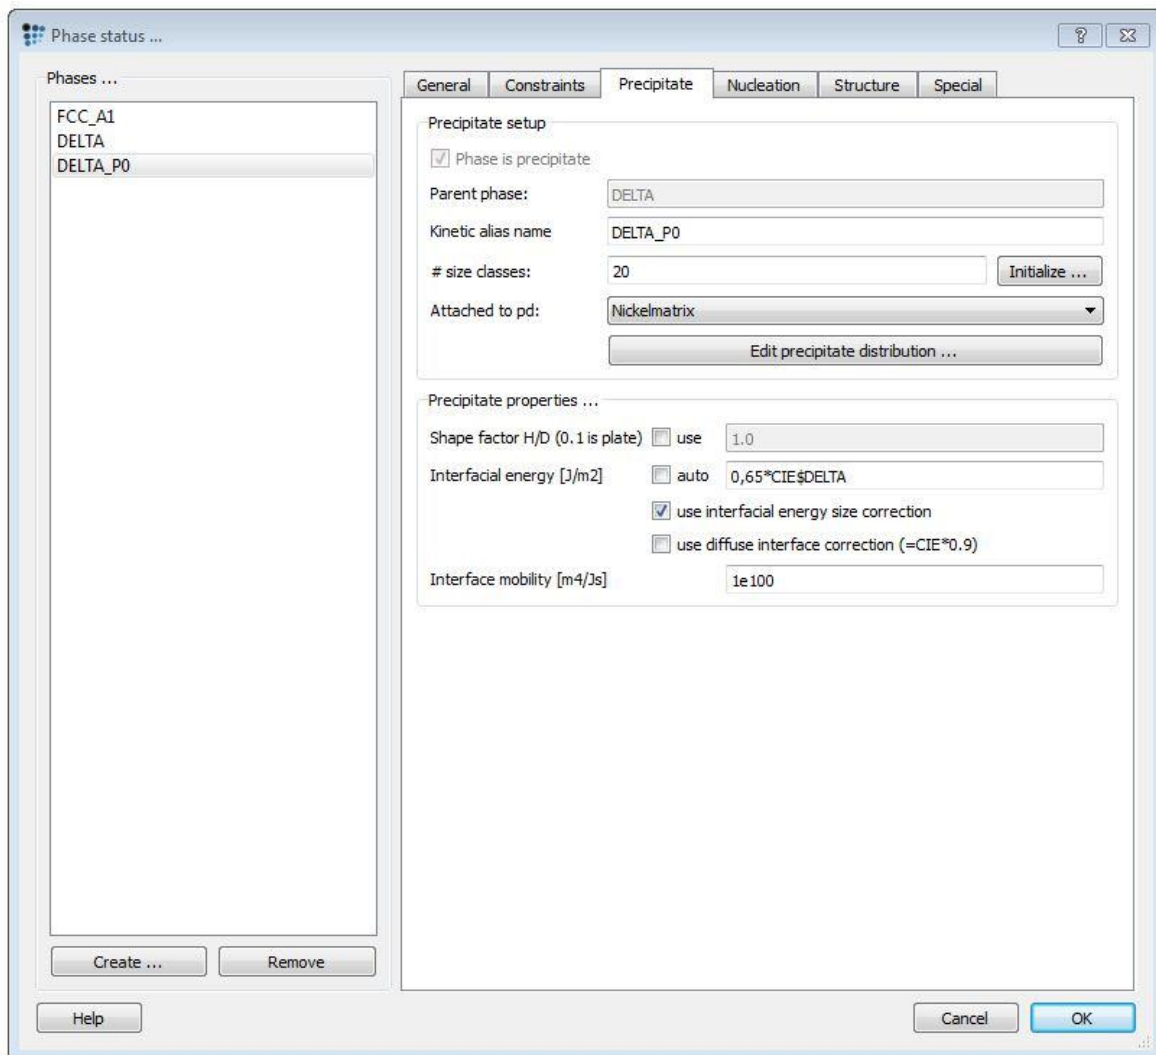 Phase status ...
Phases ...
FCC_A1
DELTA
DELTA_P0
Create ...
Remove
General
Constraints
Precipitate
Nucleation
Structure
Special
Precipitate setup
Phase is precipitate
Parent phase:
DELTA
Kinetic alias name
DELTA_P0
# size classes:
20
Initialize ...
Attached to pd:
Nickelmatrix
Edit precipitate distribution ...
Precipitate properties ...
Shape factor H/D (0.1 is plate)
use
1.0
Interfacial energy [J/m2]
auto
0,65*CIE$DELTA
use interfacial energy size correction
use diffuse interface correction (=CIE*0.9)
Interface mobility [m4/Js]
1e100
Help
Cancel
OK